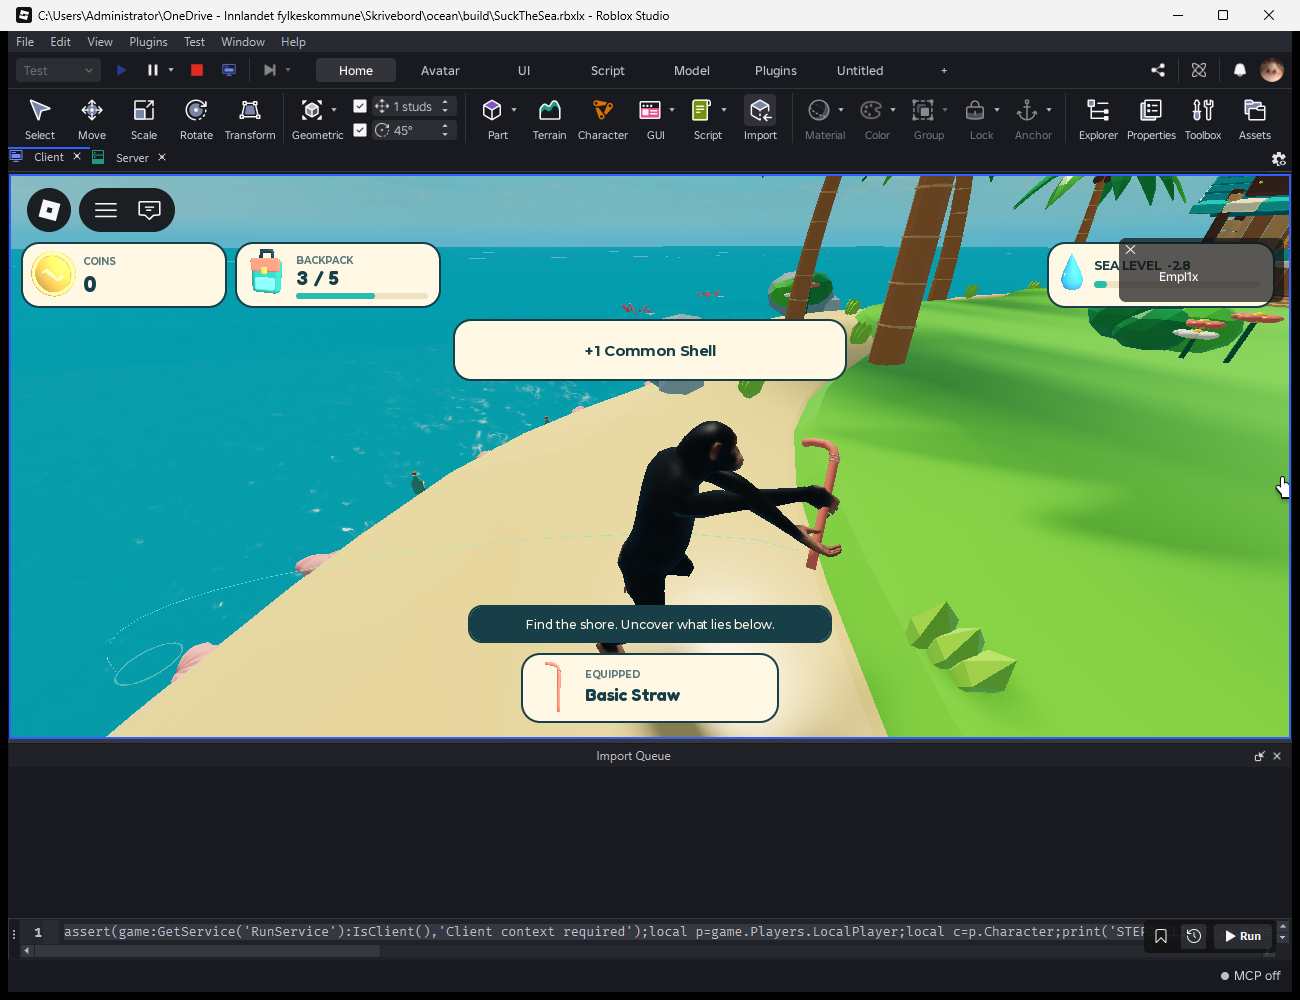 C:\Users\Administrator\OneDrive - Innlandet fylkeskommune\Skrivebord\ocean\build\SuckTheSea.rbxlx - Roblox Studio
File Edit View Plugins Test Window Help
Test Home Avatar UI Script Model Plugins Untitled +
1 studs
45°
Select Move Scale Rotate Transform Geometric Part Terrain Character GUI Script Import Material Color Group Lock Anchor Explorer Properties Toolbox Assets
Client Server
COINS
0
BACKPACK
3 / 5
SEA LEVEL -2.8
Empl1x
+1 Common Shell
Find the shore. Uncover what lies below.
EQUIPPED
Basic Straw
Import Queue
1 assert(game:GetService('RunService'):IsClient(),'Client context required');local p=game.Players.LocalPlayer;local c=p.Character;print('STEP
Run
MCP off